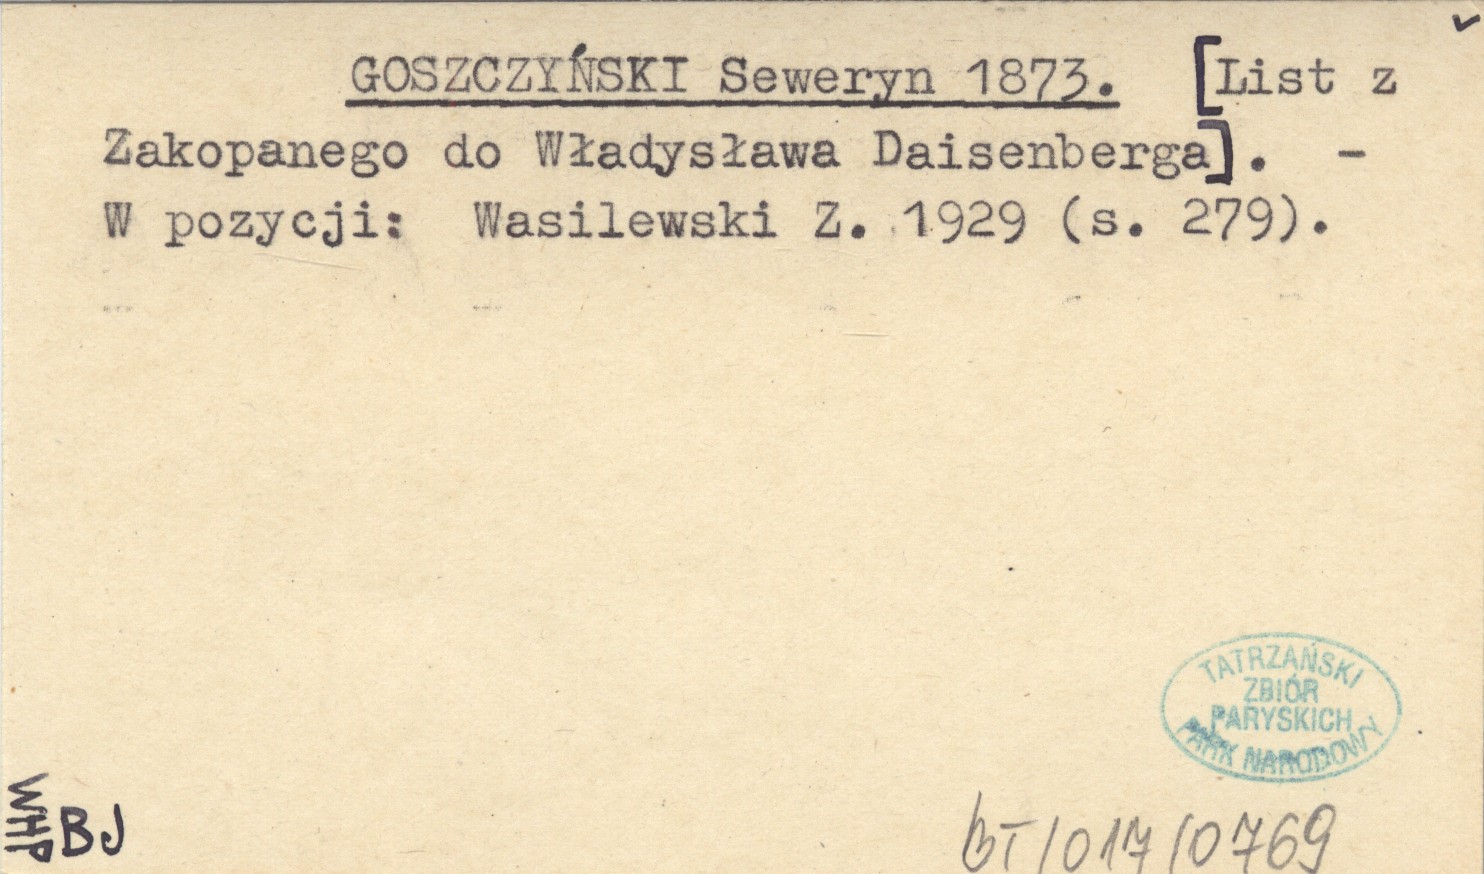 GOSZCZYŃSKI Seweryn 1873. [List z
Zakopanego do Władysława Daisenberga]. -
W pozycji: Wasilewski Z. 1929 (s. 279).
TATRZAŃSKI
ZBIÓR
PARYSKICH
PARK NARODOWY
WHP
BJ
BT/017/0769